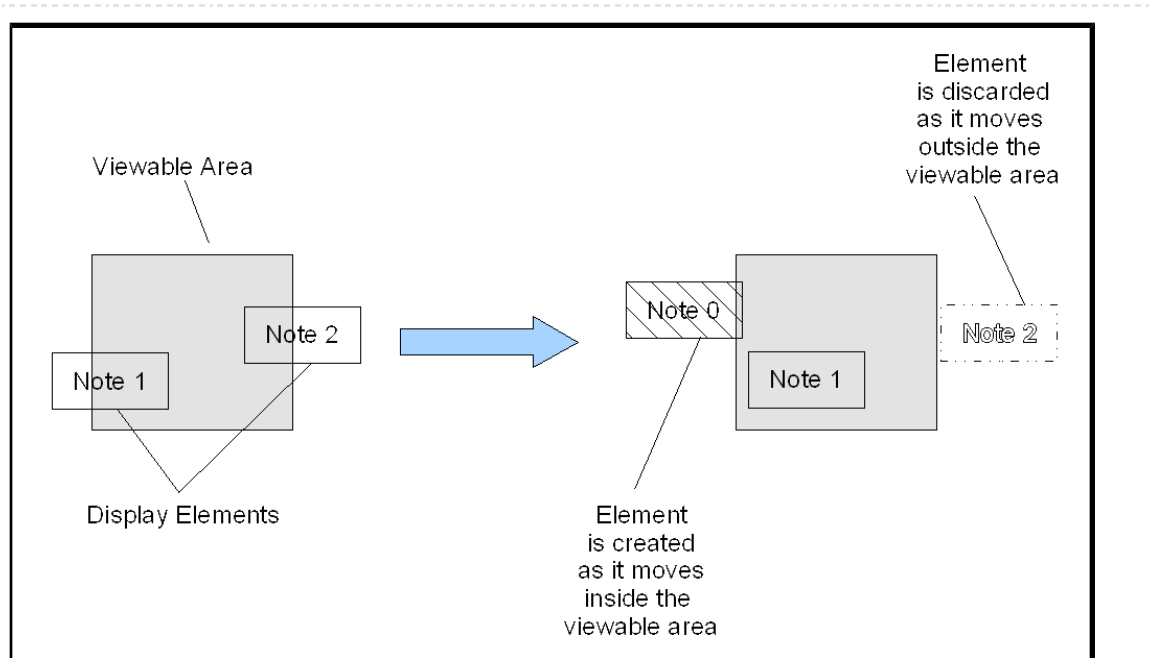 Element
is discarded
as it moves
outside the
viewable area
Viewable Area
Note 2
Note 1
Note 0
Note 2
Note 1
Display Elements
Element
is created
as it moves
inside the
viewable area